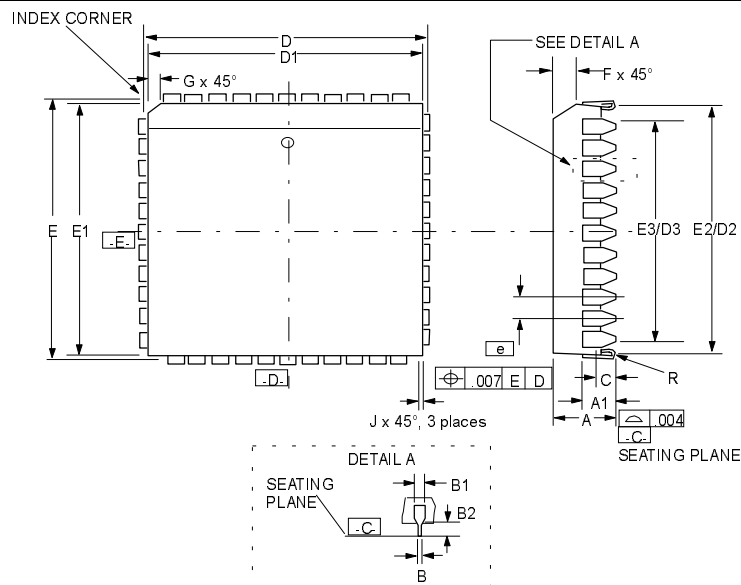 INDEX CORNER
D
D1
SEE DETAIL A
G x 45°
F x 45°
E
E1
-E-
E3/D3
E2/D2
e
-D-
.007 E D
C
R
A1
J x 45°, 3 places
A
.004
-C-
SEATING PLANE
DETAIL A
SEATING
PLANE
B1
B2
-C-
B